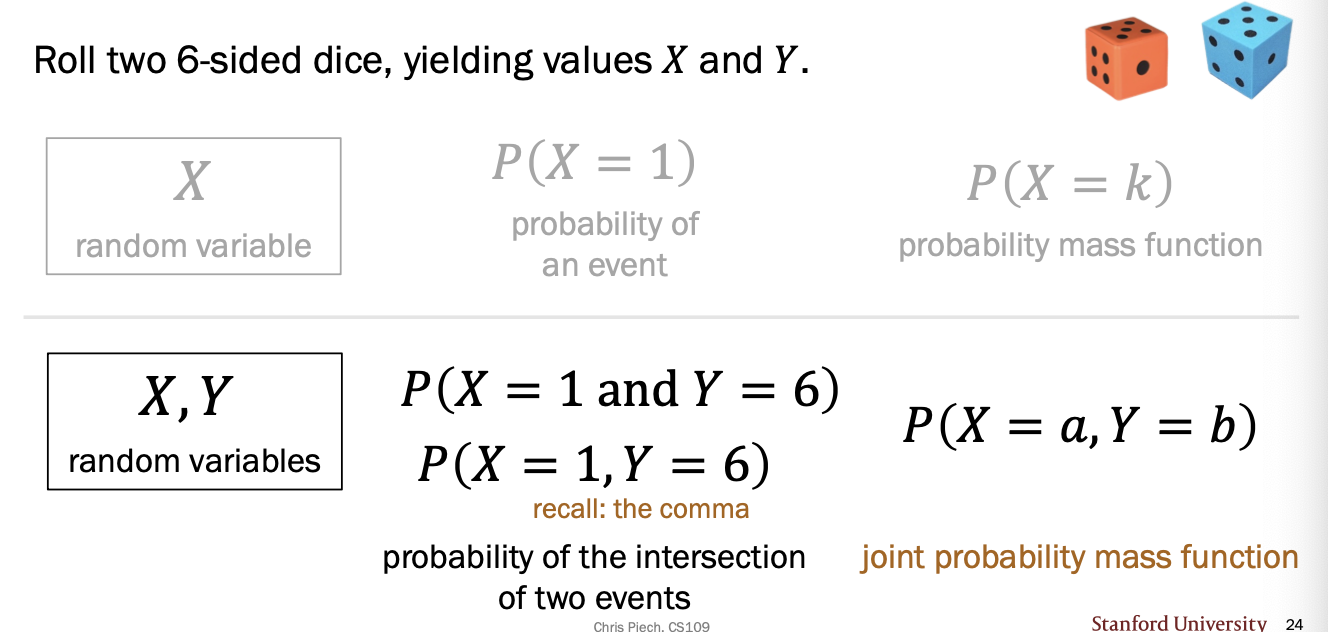 Roll two 6-sided dice, yielding values X and Y.
X
random variable
P(X = 1)
probability of
an event
P(X = k)
probability mass function
X, Y
random variables
P(X = 1 and Y = 6)
P(X = 1, Y = 6)
recall: the comma
probability of the intersection
of two events
P(X = a, Y = b)
joint probability mass function
Chris Piech, CS109
Stanford University 24